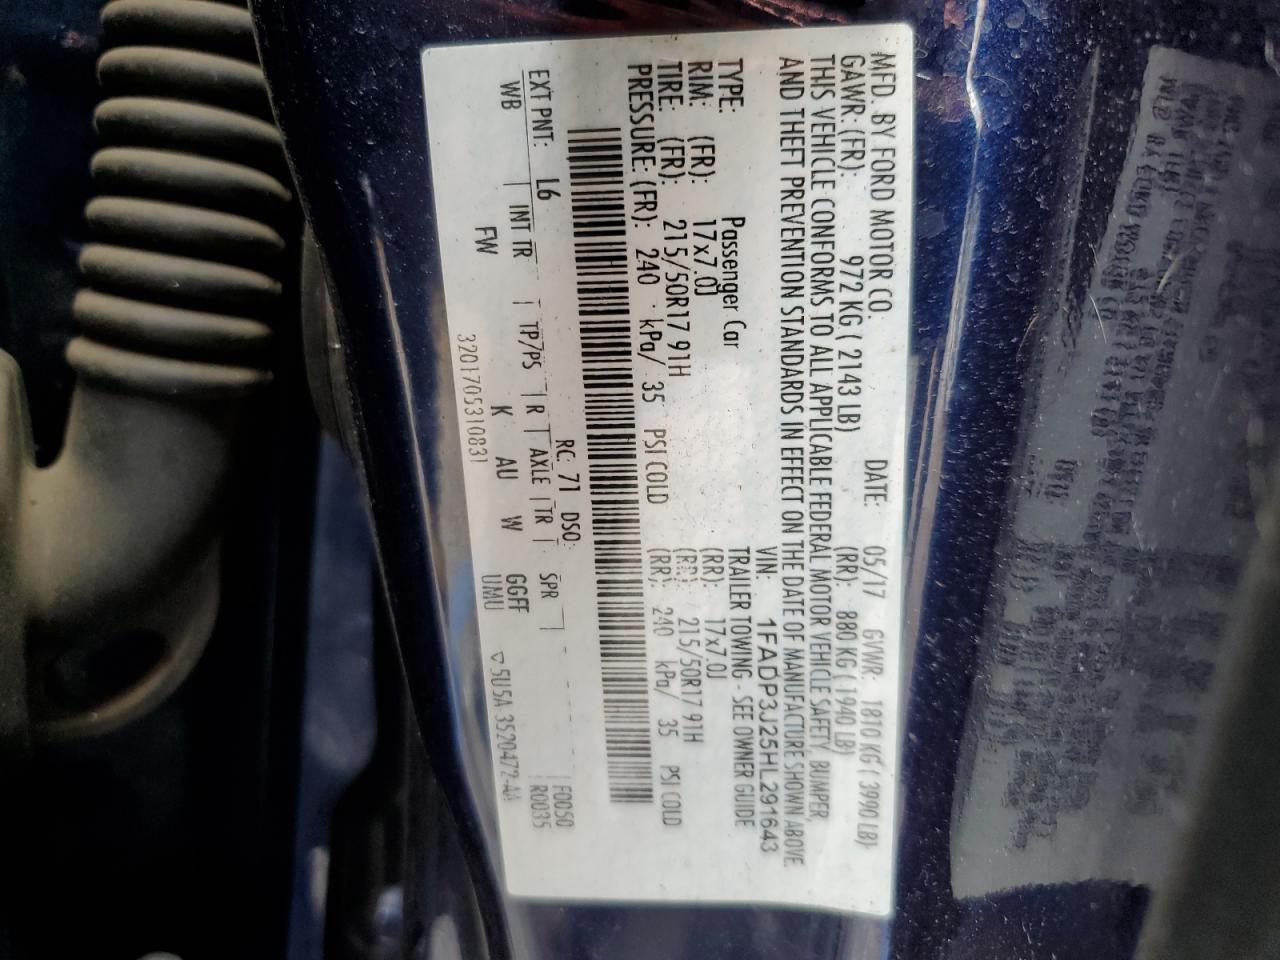 MFD. BY FORD MOTOR CO.
DATE: 05/17 GVWR: 1810 KG ( 3990 LB)
GAWR: (FR): 972 KG ( 2143 LB) (RR): 880 KG ( 1940 LB)
THIS VEHICLE CONFORMS TO ALL APPLICABLE FEDERAL MOTOR VEHICLE SAFETY, BUMPER,
AND THEFT PREVENTION STANDARDS IN EFFECT ON THE DATE OF MANUFACTURE SHOWN ABOVE.
VIN: 1FADP3J25HL291643
TYPE: Passenger Car TRAILER TOWING - SEE OWNER GUIDE
RIM: (FR): 17x7.0J (RR): 17x7.0J
TIRE: (FR): 215/50R17 91H (RR): 215/50R17 91H
PRESSURE: (FR): 240 kPa/ 35 PSI COLD (RR): 240 kPa/ 35 PSI COLD
RC: 71 DSO:
F0050
EXT PNT: L6 INT TR TP/PS R AXLE TR SPR R0035
WB FW K AU W GGFF
UMU
3201705310831 5U5A 3520472-AA